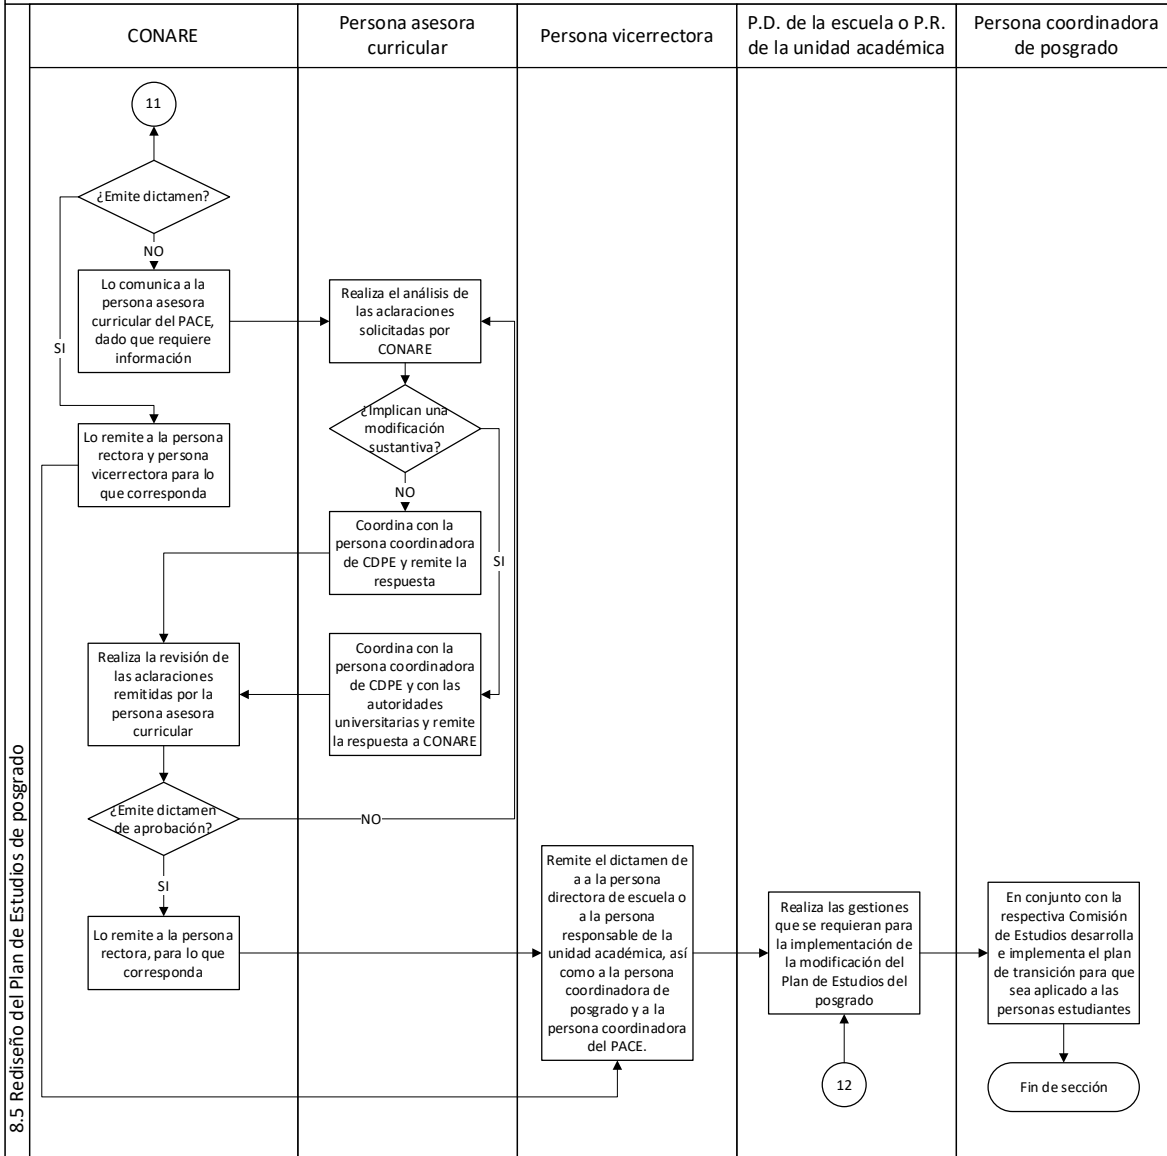 8.5 Rediseño del Plan de Estudios de posgrado
CONARE
Persona asesora
curricular
Persona vicerrectora
P.D. de la escuela o P.R.
de la unidad académica
Persona coordinadora
de posgrado
11
¿Emite dictamen?
NO
SI
Lo comunica a la
persona asesora
curricular del PACE,
dado que requiere
información
Lo remite a la persona
rectora y persona
vicerrectora para lo
que corresponda
Realiza el análisis de
las aclaraciones
solicitadas por
CONARE
¿Implican una
modificación
sustantiva?
NO
SI
Coordina con la
persona coordinadora
de CDPE y remite la
respuesta
Coordina con la
persona coordinadora
de CDPE y con las
autoridades
universitarias y remite
la respuesta a CONARE
Realiza la revisión de
las aclaraciones
remitidas por la
persona asesora
curricular
¿Emite dictamen
de aprobación?
NO
SI
Lo remite a la persona
rectora, para lo que
corresponda
Remite el dictamen de
a a la persona
directora de escuela o
a la persona
responsable de la
unidad académica, así
como a la persona
coordinadora de
posgrado y a la
persona coordinadora
del PACE.
Realiza las gestiones
que se requieran para
la implementación de
la modificación del
Plan de Estudios del
posgrado
12
En conjunto con la
respectiva Comisión
de Estudios desarrolla
e implementa el plan
de transición para que
sea aplicado a las
personas estudiantes
Fin de sección